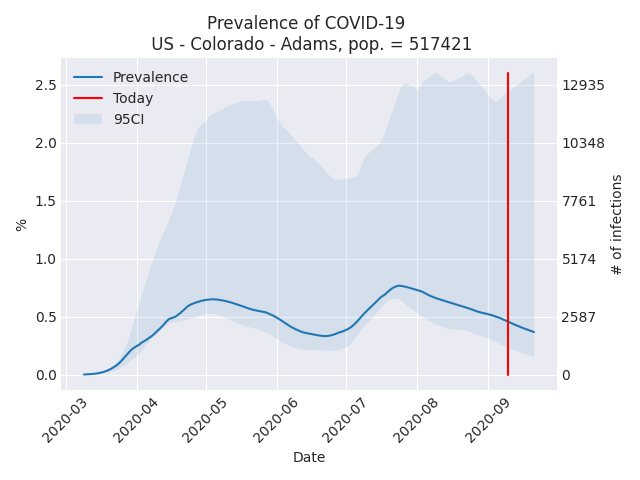 Prevalence of COVID-19
US - Colorado - Adams, pop. = 517421
Prevalence
Today
95CI
2.5
2.0
1.5
1.0
0.5
0.0
%
12935
10348
7761
5174
2587
0
# of infections
2020-03
2020-04
2020-05
2020-06
2020-07
2020-08
2020-09
Date